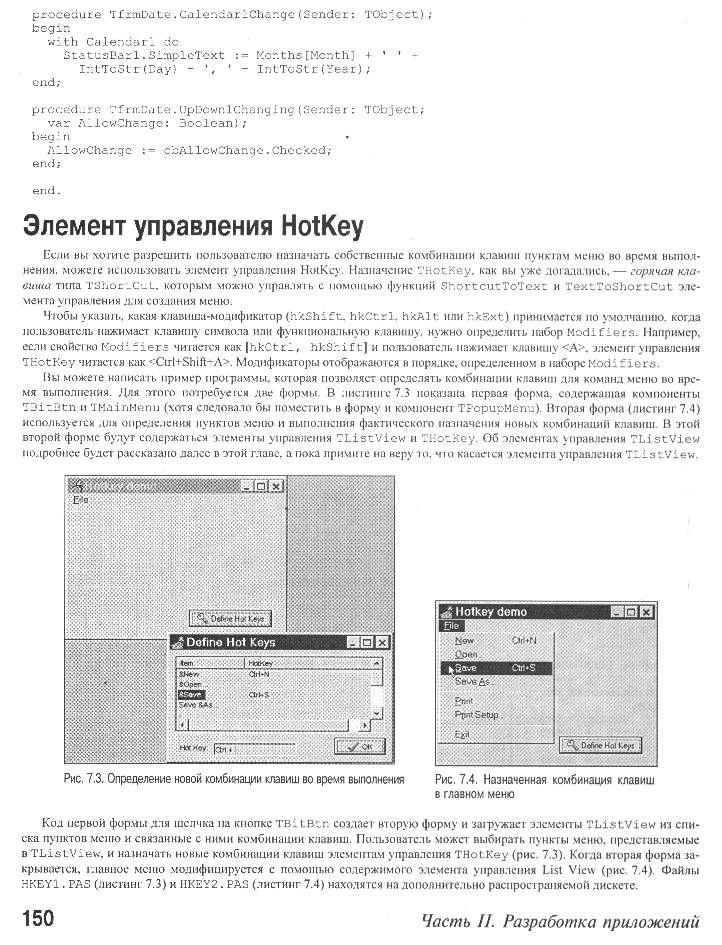 procedure TfrmDate.Calendar1Change(Sender: TObject);
begin
with Calendar1 do
StatusBar1.SimpleText := Months[Month] + ' ' +
IntToStr(Day) + ', ' + IntToStr(Year);
end;
procedure TfrmDate.UpDown1Changing(Sender: TObject;
var AllowChange: Boolean);
begin
AllowChange := cbAllowChange.Checked;
end;
end.
Элемент управления HotKey
Если вы хотите разрешить пользователю назначать собственные комбинации клавиш пунктам меню во время выпол-
нения, можете использовать элемент управления HotKey. Назначение THotKey, как вы уже догадались, — горячая кла-
виша типа TShortCut, которым можно управлять с помощью функций ShortcutToText и TextToShortCut эле-
мента управления для создания меню.
Чтобы указать, какая клавиша-модификатор (hkShift, hkCtrl, hkAlt или hkExt) принимается по умолчанию, когда
пользователь нажимает клавишу символа или функциональную клавишу, нужно определить набор Modifiers. Например,
если свойство Modifiers читается как [hkCtrl, hkShift] и пользователь нажимает клавишу <A>, элемент управления
THotKey читается как <Ctrl+Shift+A>. Модификаторы отображаются в порядке, определенном в наборе Modifiers.
Вы можете написать пример программы, которая позволяет определять комбинации клавиш для команд меню во вре-
мя выполнения. Для этого потребуется две формы. В листинге 7.3 показана первая форма, содержащая компоненты
TBitBtn и TMainMenu (хотя следовало бы поместить в форму и компонент TPopupMenu). Вторая форма (листинг 7.4)
используется для определения пунктов меню и выполнения фактического назначения новых комбинаций клавиш. В этой
второй форме будут содержаться элементы управления TListView и THotKey. Об элементах управления TListView
подробнее будет рассказано далее в этой главе, а пока примите на веру то, что касается элемента управления TListView.
Hotkey demo
File
Define Hot Keys
Define Hot Keys
Item HotKey
&New Ctrl+N
&Open...
&Save Ctrl+S
Save &As...
Hot Key: Ctrl +
OK
Рис. 7.3. Определение новой комбинации клавиш во время выполнения
Hotkey demo
File
New Ctrl+N
Open...
Save Ctrl+S
Save As...
Print
Print Setup...
Exit
Define Hot Keys
Рис. 7.4. Назначенная комбинация клавиш
в главном меню
Код первой формы для щелчка на кнопке TBitBtn создает вторую форму и загружает элементы TListView из спи-
ска пунктов меню и связанные с ними комбинации клавиш. Пользователь может выбирать пункты меню, представляемые
в TListView, и назначать новые комбинации клавиш элементам управления THotKey (рис. 7.3). Когда вторая форма за-
крывается, главное меню модифицируется с помощью содержимого элемента управления List View (рис. 7.4). Файлы
HKEY1.PAS (листинг 7.3) и HKEY2.PAS (листинг 7.4) находятся на дополнительно распространяемой дискете.
150
Часть II. Разработка приложений